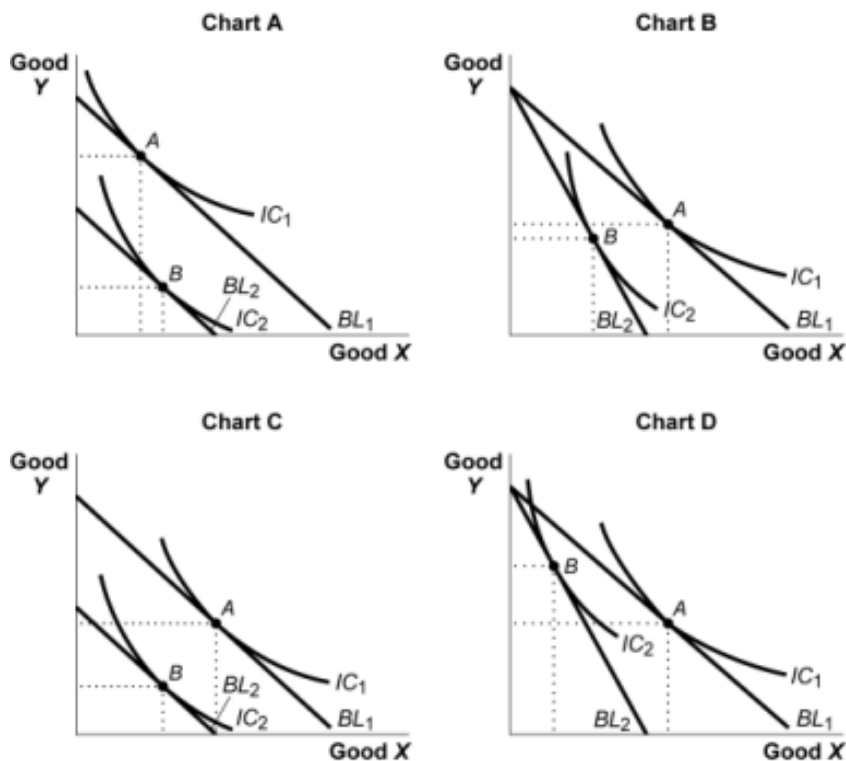 Chart A
Good
Y
A
IC₁
B
BL₂
IC₂
BL₁
Good X
Chart B
Good
Y
A
B
IC₁
IC₂
BL₂
BL₁
Good X
Chart C
Good
Y
A
B
BL₂
IC₁
IC₂
BL₁
Good X
Chart D
Good
Y
B
A
IC₂
IC₁
BL₂
BL₁
Good X